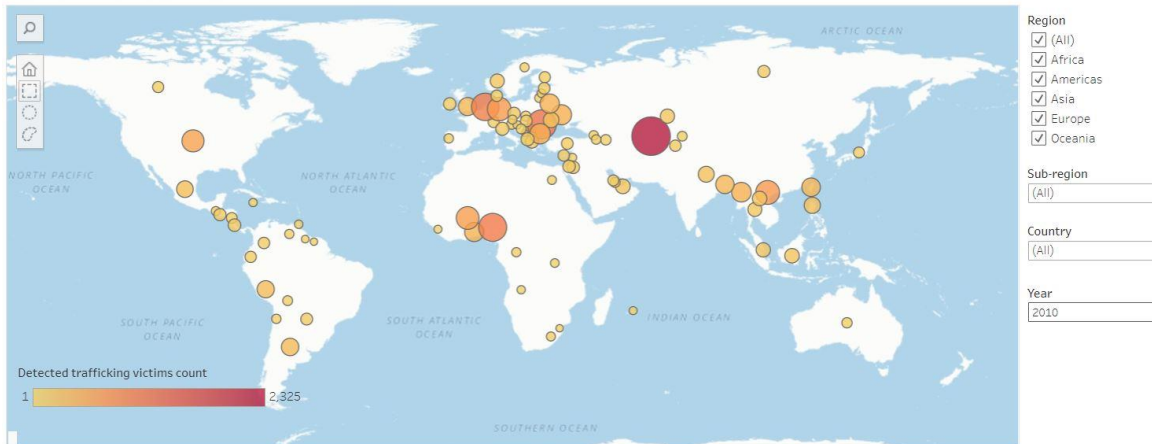 ARCTIC OCEAN
NORTH PACIFIC
OCEAN
NORTH ATLANTIC
OCEAN
SOUTH PACIFIC
OCEAN
SOUTH ATLANTIC
OCEAN
INDIAN OCEAN
SOUTHERN OCEAN
Detected trafficking victims count
1 2,325
Region
(All)
Africa
Americas
Asia
Europe
Oceania
Sub-region
(All)
Country
(All)
Year
2010